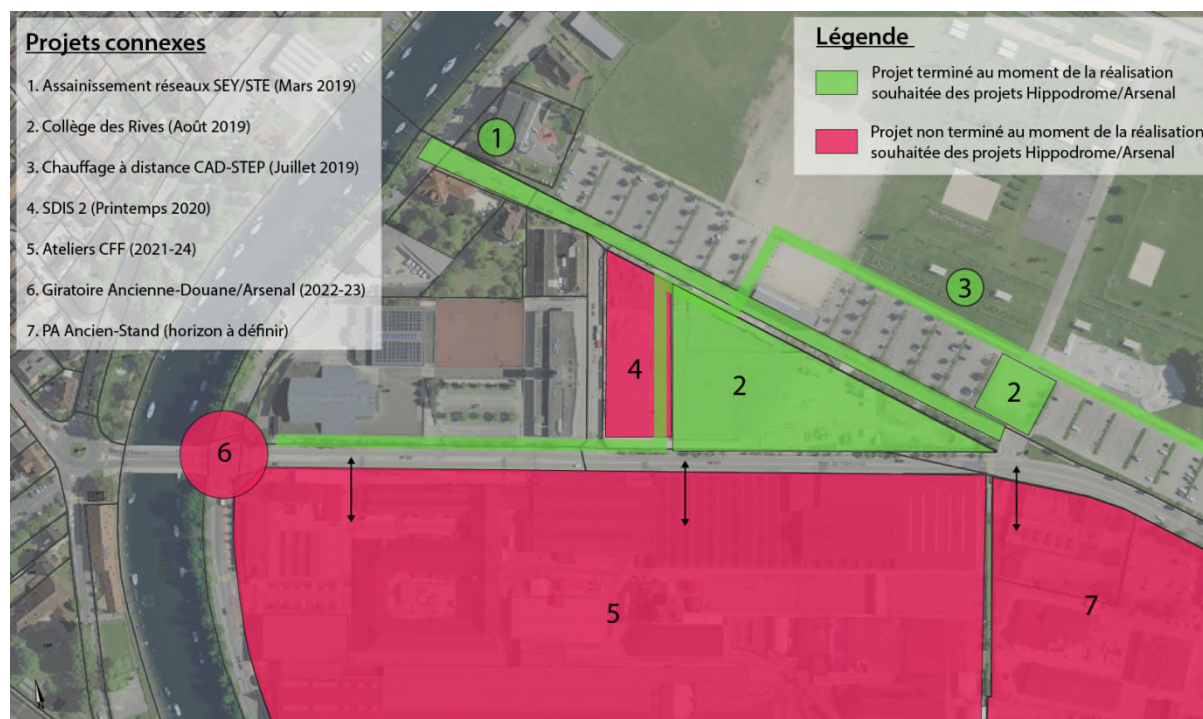 Projets connexes
1. Assainissement réseaux SEY/STE (Mars 2019)
2. Collège des Rives (Août 2019)
3. Chauffage à distance CAD-STEP (Juillet 2019)
4. SDIS 2 (Printemps 2020)
5. Ateliers CFF (2021-24)
6. Giratoire Ancienne-Douane/Arsenal (2022-23)
7. PA Ancien-Stand (horizon à définir)
Légende
Projet terminé au moment de la réalisation
souhaitée des projets Hippodrome/Arsenal
Projet non terminé au moment de la réalisation
souhaitée des projets Hippodrome/Arsenal
1
3
4
2
2
6
5
7